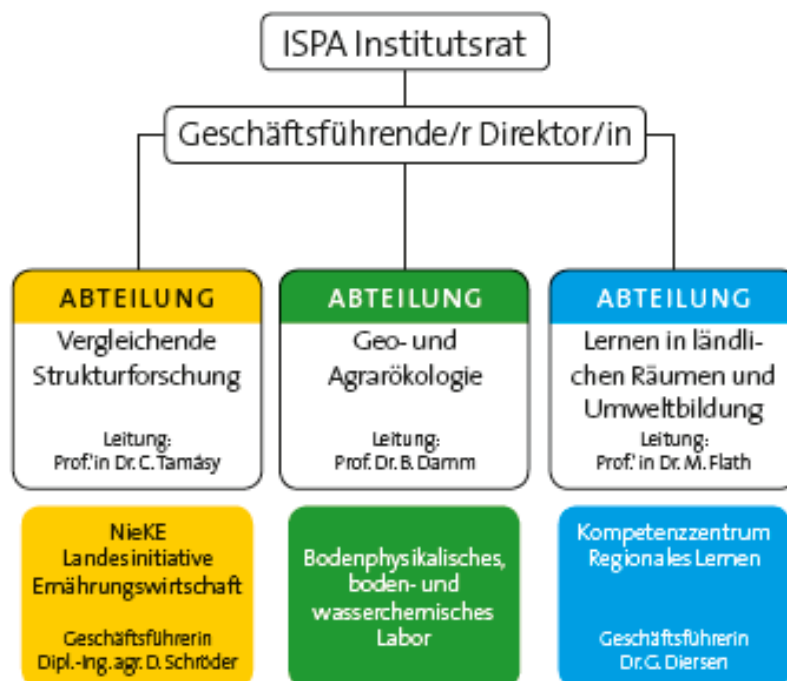 ISPA Institutsrat
Geschäftsführende/r Direktor/in
ABTEILUNG
Vergleichende
Strukturforschung
Leitung:
Prof.'in Dr. C. Tamásy
ABTEILUNG
Geo- und
Agrarökologie
Leitung:
Prof. Dr. B. Damm
ABTEILUNG
Lernen in ländli-
chen Räumen und
Umweltbildung
Leitung:
Prof.'in Dr. M. Flath
NieKE
Landesinitiative
Ernährungswirtschaft
Geschäftsführerin
Dipl.-Ing. agr. D. Schröder
Bodenphysikalisches,
boden- und
wasserchemisches
Labor
Kompetenzzentrum
Regionales Lernen
Geschäftsführerin
Dr. G. Diersen